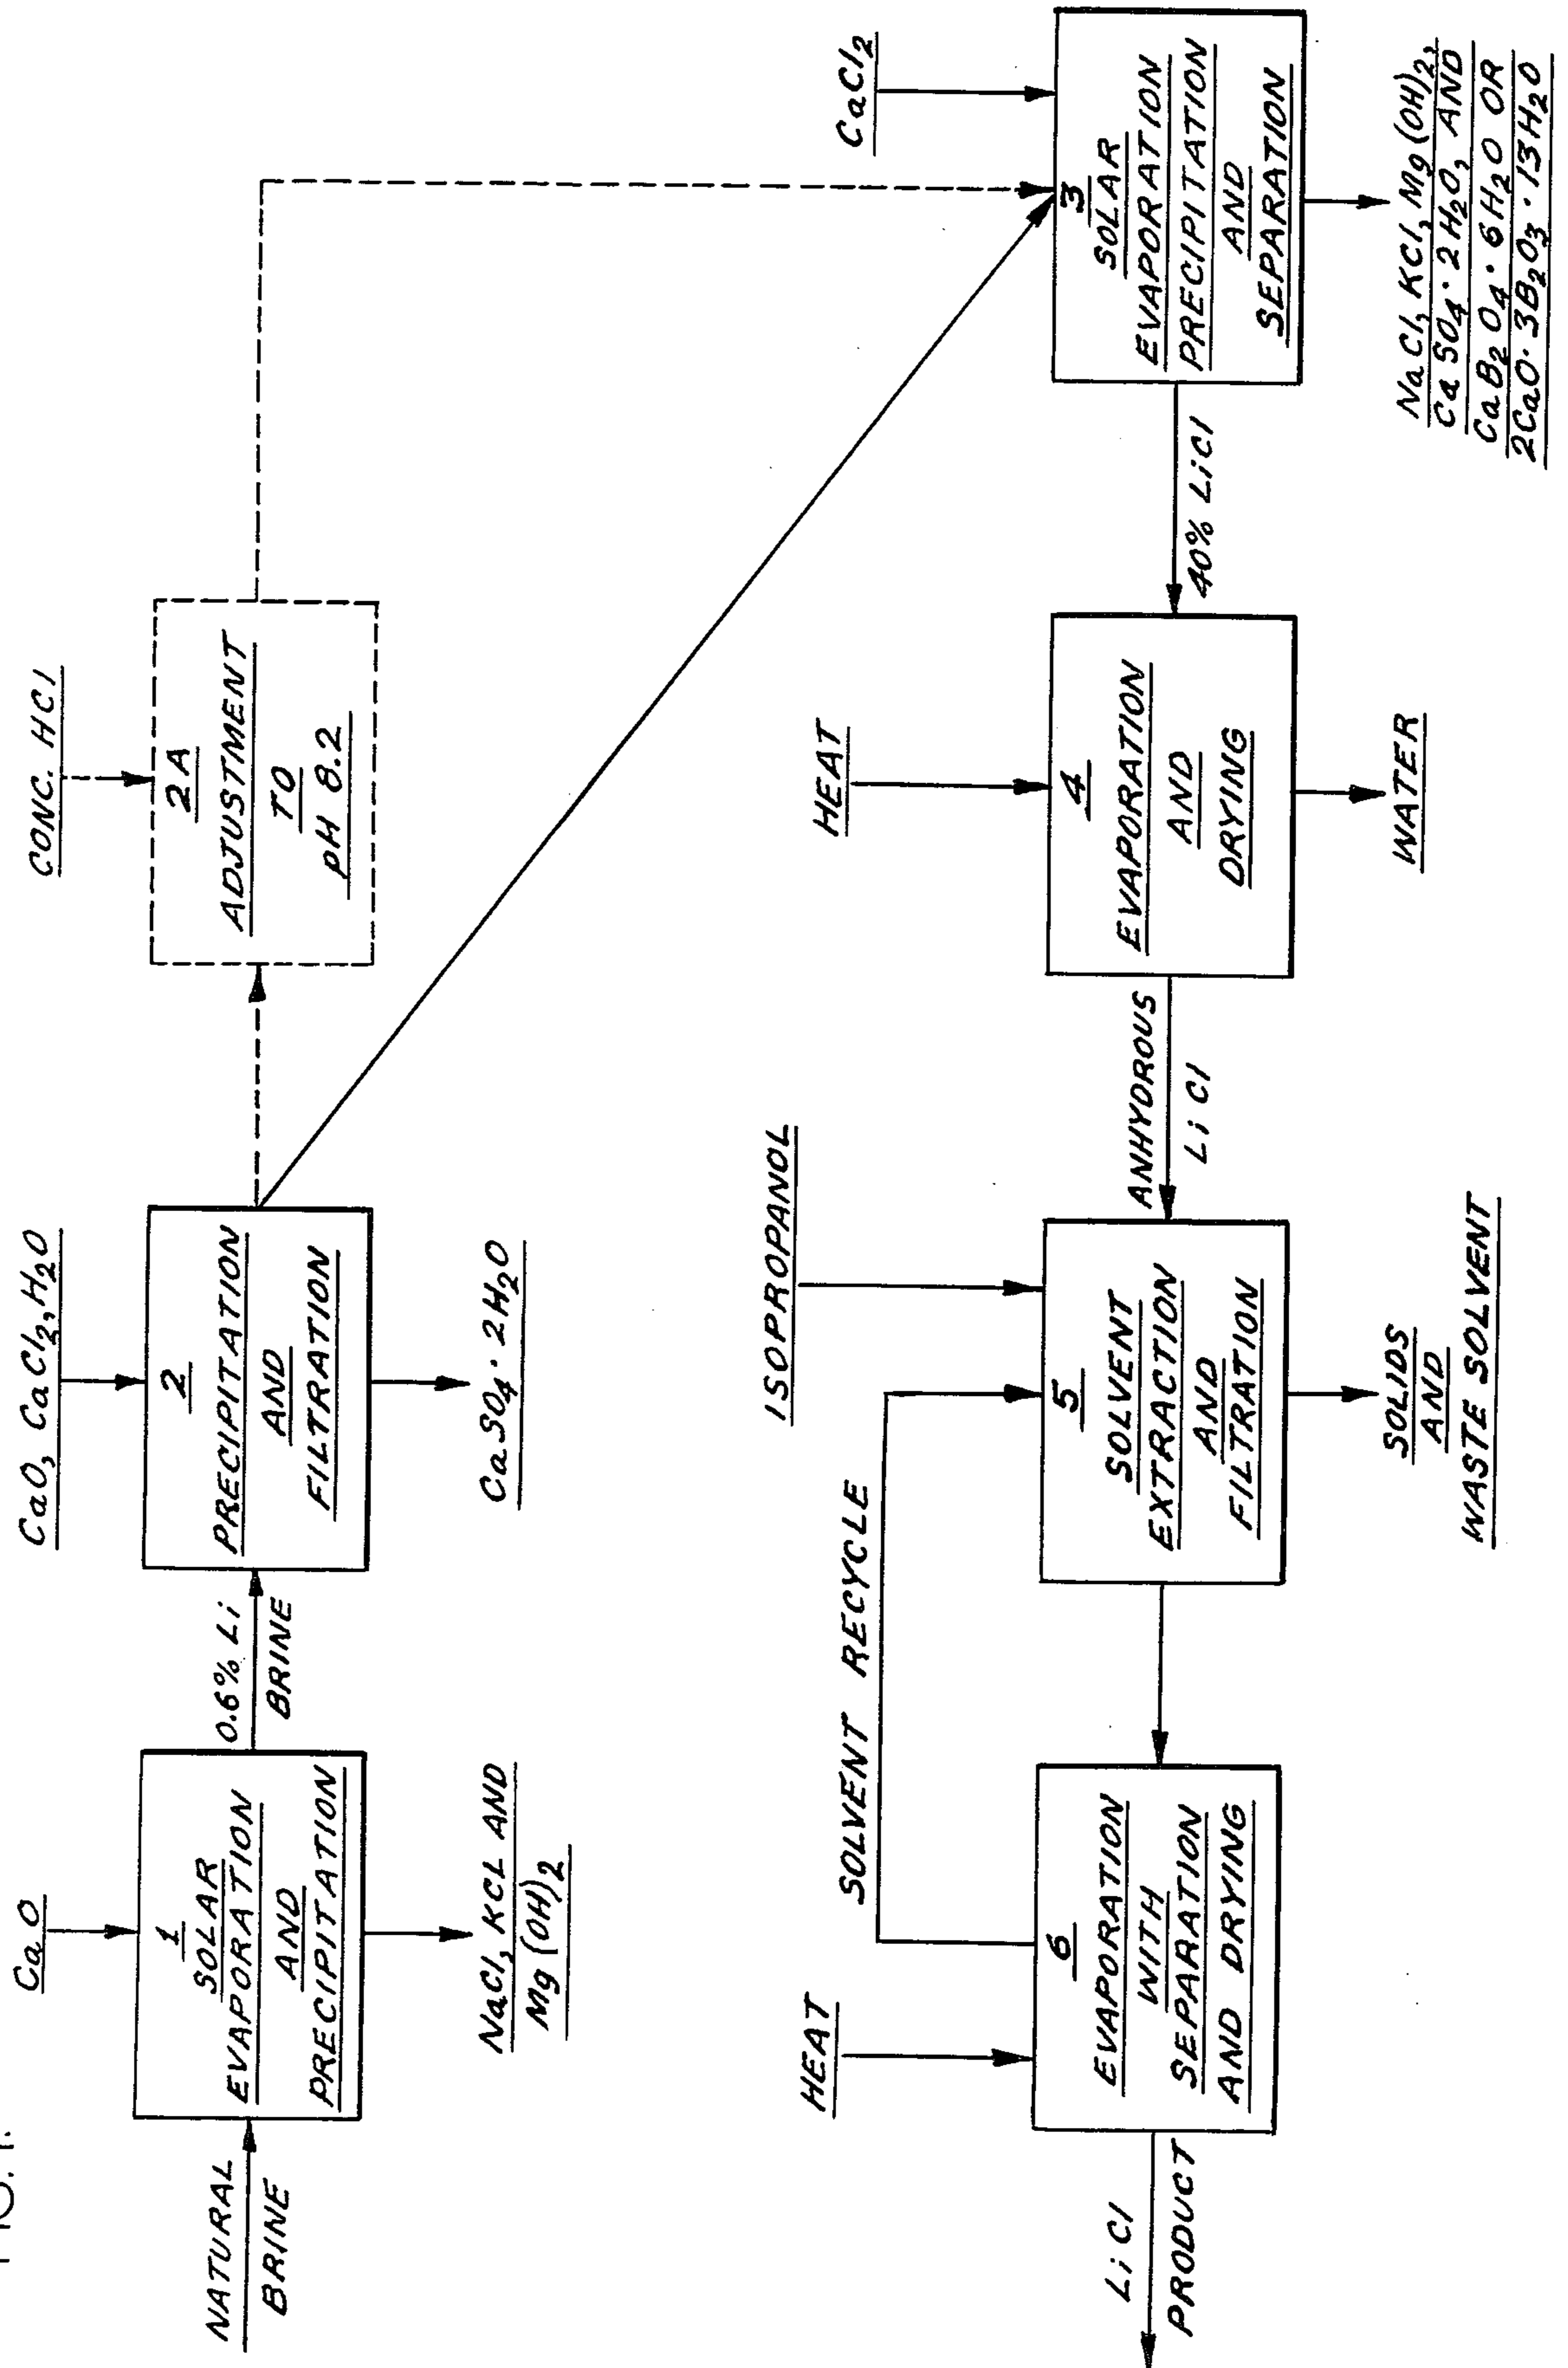 FIG. 1.
CaO
NATURAL
BRINE
1
SOLAR
EVAPORATION
AND
PRECIPITATION
NaCl, KCL AND
Mg(OH)2
0.6% Li
BRINE
CaO, CaCl2, H2O
2
PRECIPITATION
AND
FILTRATION
CaSO4·2H2O
CONC. HCl
2A
ADJUSTMENT
TO
pH 8.2
CaCl2
3
SOLAR
EVAPORATION
PRECIPITATION
AND
SEPARATION
NaCl, KCl, Mg(OH)2,
CaSO4·2H2O, AND
CaB2O4·6H2O OR
2CaO·3B2O3·13H2O
40% LiCl
HEAT
4
EVAPORATION
AND
DRYING
WATER
ANHYDROUS
LiCl
ISOPROPANOL
5
SOLVENT
EXTRACTION
AND
FILTRATION
SOLIDS
AND
WASTE SOLVENT
SOLVENT RECYCLE
HEAT
6
EVAPORATION
WITH
SEPARATION
AND DRYING
LiCl
PRODUCT